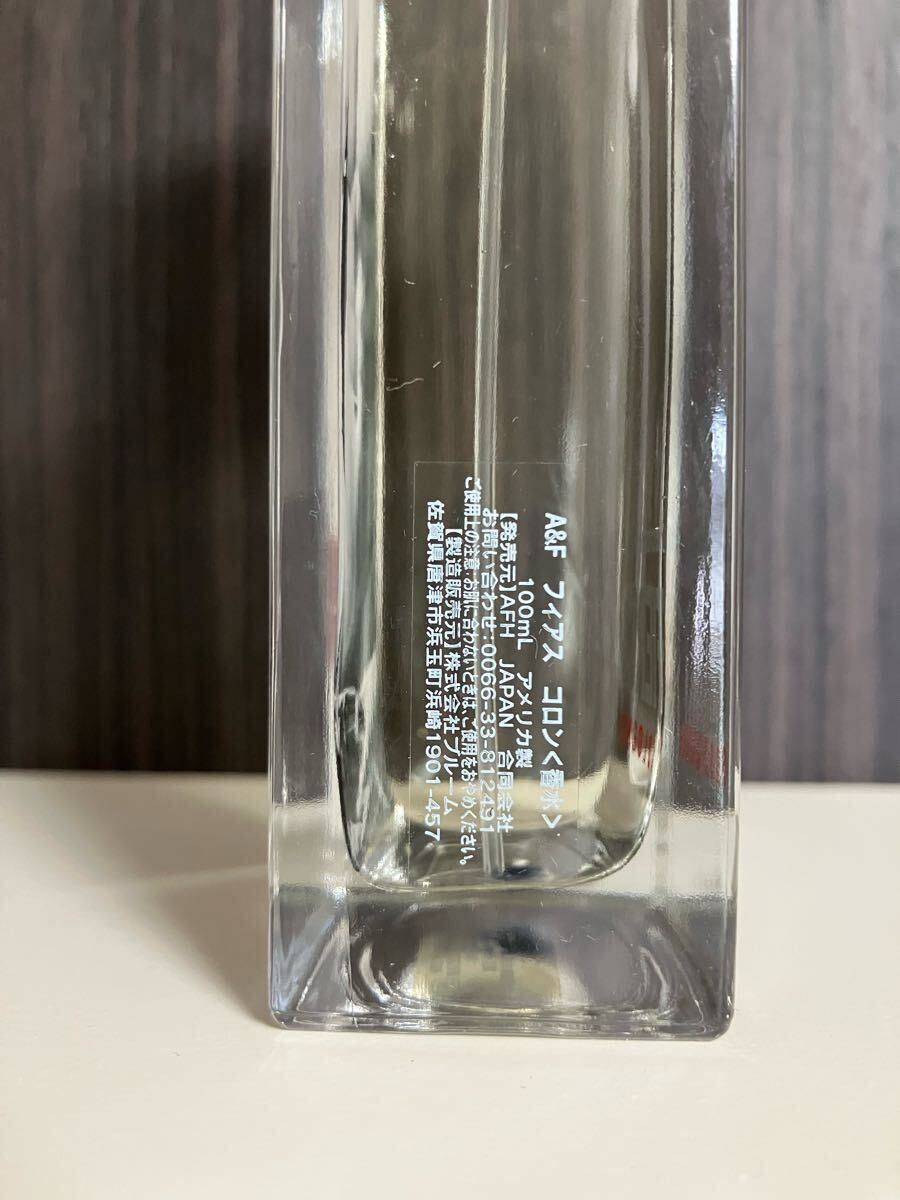 A&F フィアス コロン<香水>
100mL アメリカ製
【発売元】AFH JAPAN 合同会社
お問い合わせ:0066-33-812491
ご使用上の注意:お肌に合わないときは、ご使用をおやめください。
【製造販売元】株式会社ブルーム
佐賀県唐津市浜玉町浜崎1901-457